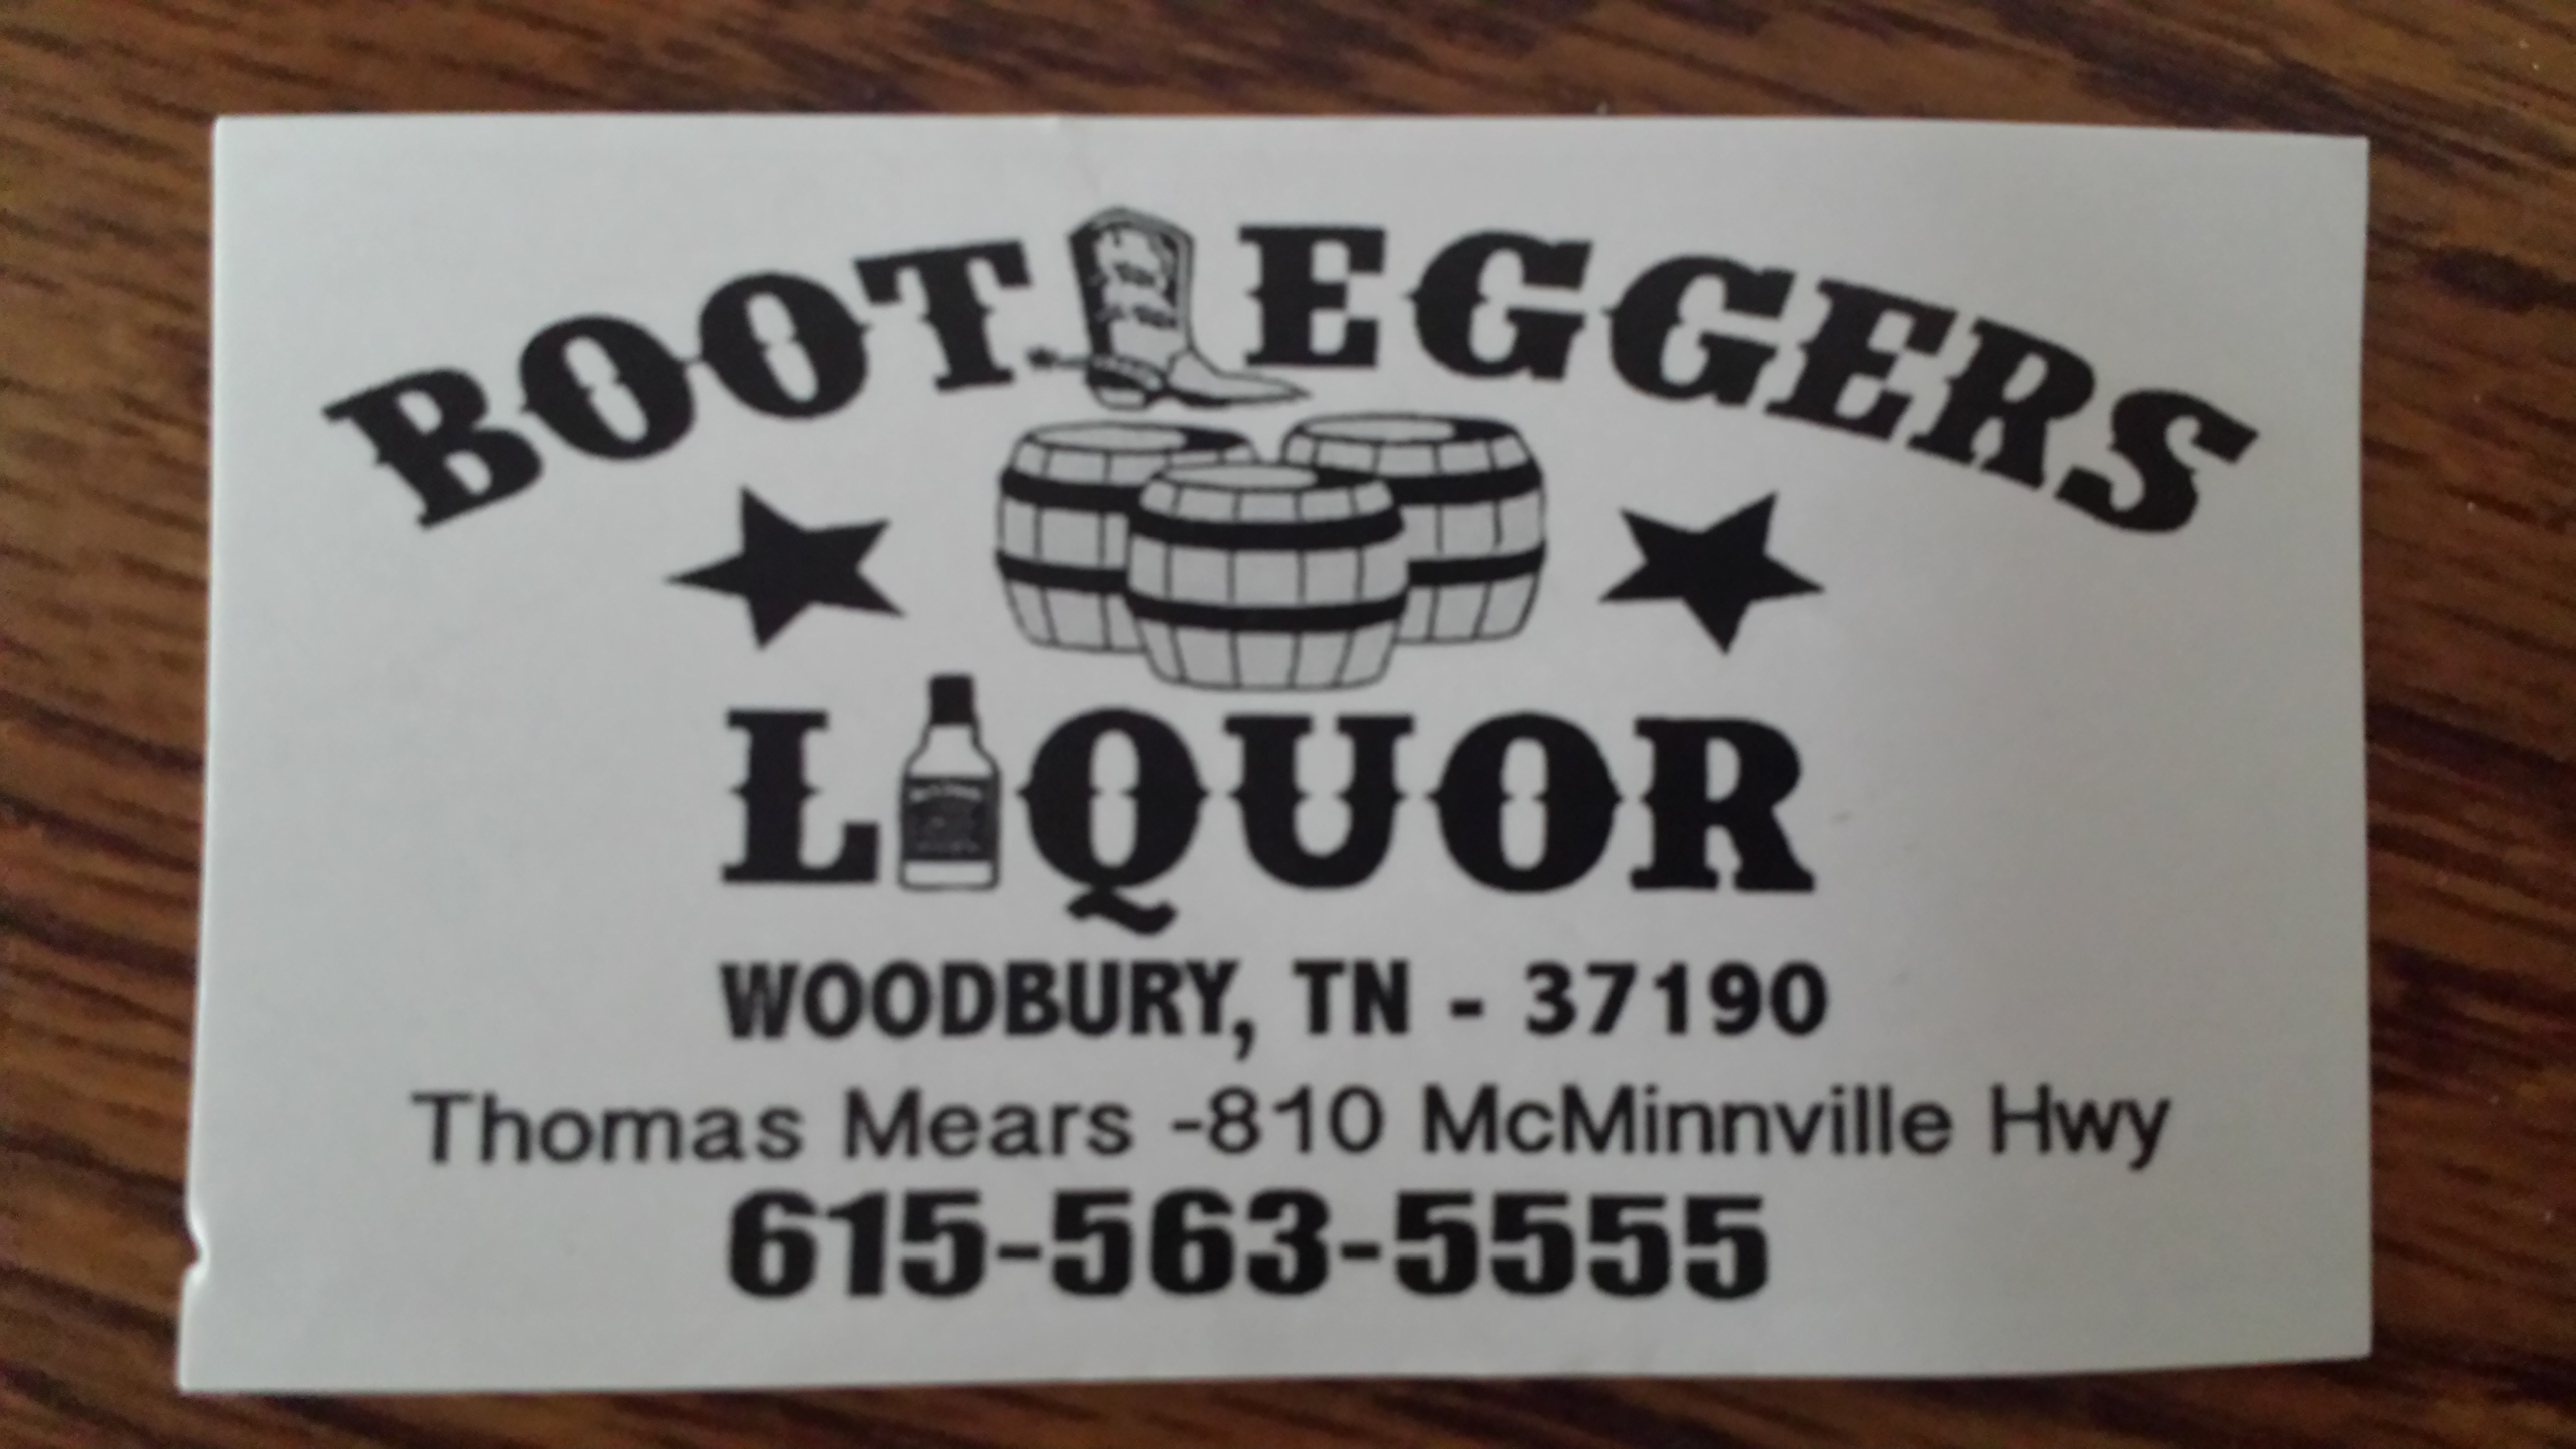 BOOTLEGGERS
LIQUOR
WOODBURY, TN - 37190
Thomas Mears -810 McMinnville Hwy
615-563-5555